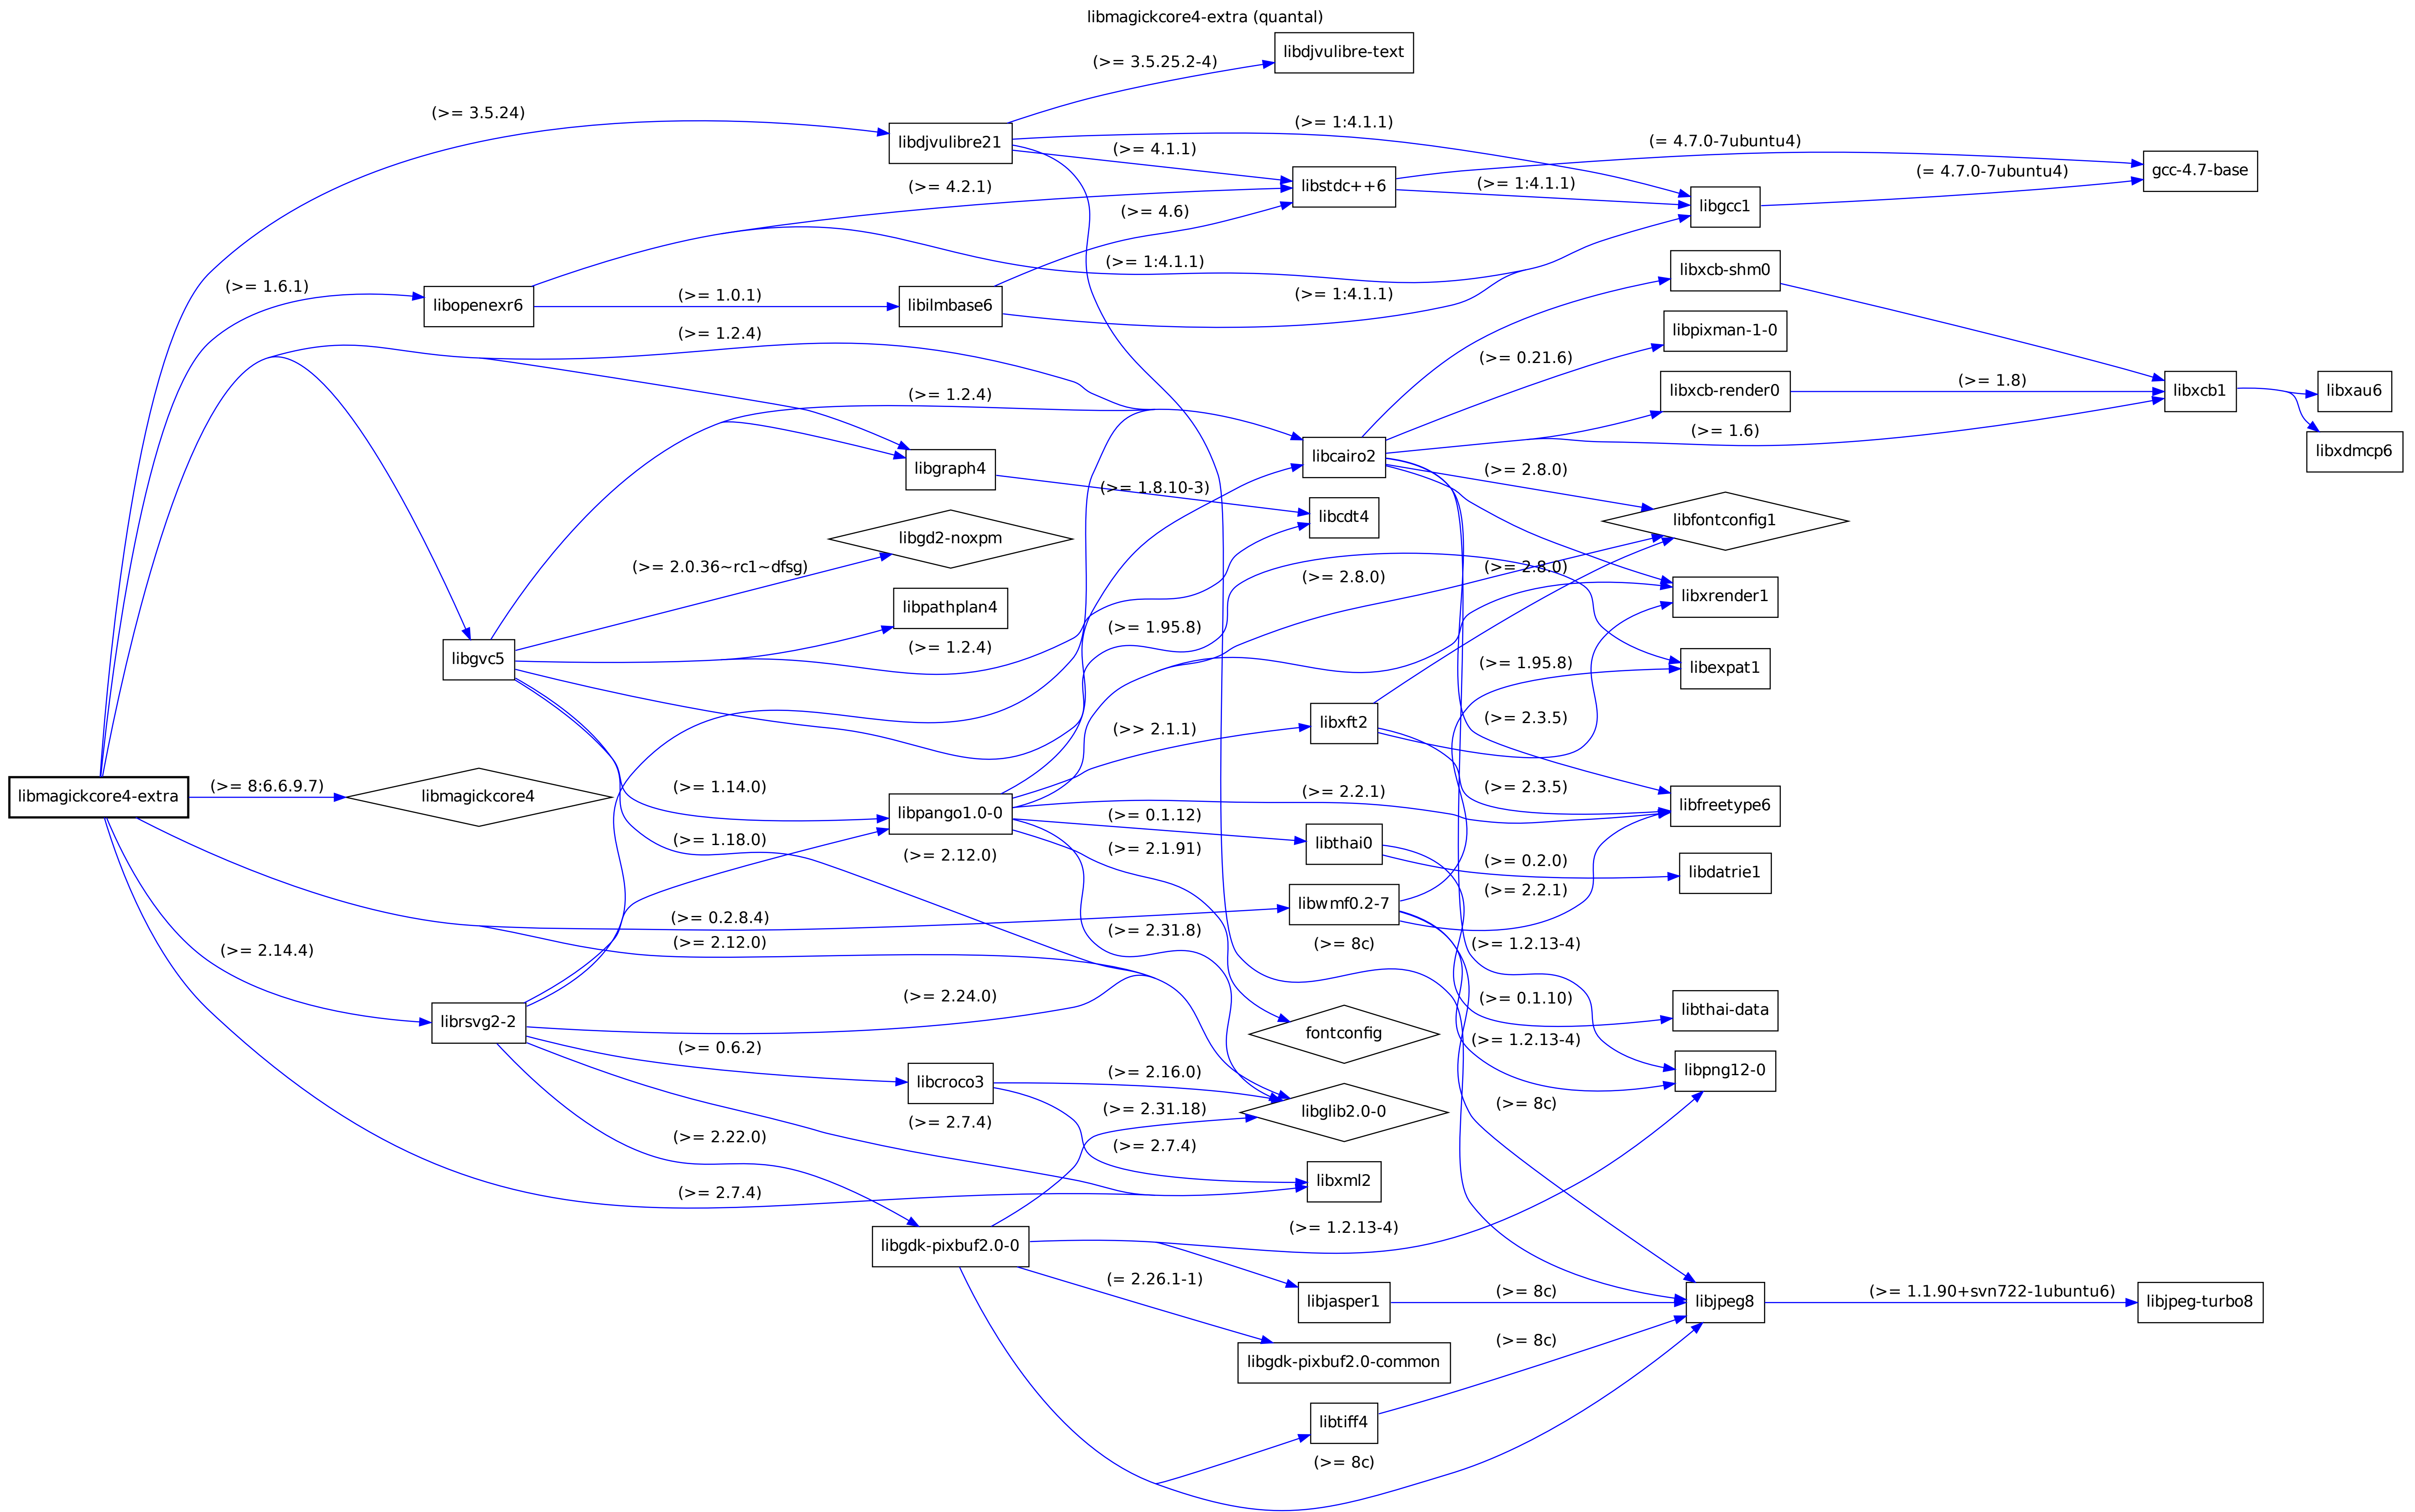 libmagickcore4-extra (quantal)
libdjvulibre-text
(>= 3.5.25.2-4)
(>= 3.5.24)
(>= 1:4.1.1)
libdjvulibre21
(>= 4.1.1)
(= 4.7.0-7ubuntu4)
(= 4.7.0-7ubuntu4)
gcc-4.7-base
(>= 4.2.1)
libstdc++6
(>= 1:4.1.1)
(>= 4.6)
libgcc1
(>= 1:4.1.1)
libxcb-shm0
(>= 1.6.1)
libopenexr6
(>= 1.0.1)
libilmbase6
(>= 1:4.1.1)
(>= 1.2.4)
libpixman-1-0
(>= 0.21.6)
(>= 1.2.4)
libxcb-render0
(>= 1.8)
libxcb1
libxau6
(>= 1.6)
libxdmcp6
libgraph4
libcairo2
(>= 2.8.0)
(>= 1.8.10-3)
libcdt4
libfontconfig1
libgd2-noxpm
(>= 2.0.36~rc1~dfsg)
(>= 2.8.0)
(>= 2.8.0)
libpathplan4
libxrender1
(>= 1.95.8)
libgvc5
(>= 1.2.4)
(>= 1.95.8)
libexpat1
(>> 2.1.1)
libxft2
(>= 2.3.5)
libmagickcore4-extra
(>= 8:6.6.9.7)
libmagickcore4
(>= 1.14.0)
(>= 2.2.1)
(>= 2.3.5)
libfreetype6
libpango1.0-0
(>= 0.1.12)
(>= 1.18.0)
(>= 2.12.0)
(>= 2.1.91)
libthai0
(>= 0.2.0)
libdatrie1
(>= 2.2.1)
(>= 0.2.8.4)
libwmf0.2-7
(>= 2.31.8)
(>= 2.14.4)
(>= 2.12.0)
(>= 8c)
(>= 1.2.13-4)
(>= 2.24.0)
(>= 0.1.10)
libthai-data
librsvg2-2
fontconfig
(>= 0.6.2)
(>= 1.2.13-4)
libpng12-0
libcroco3
(>= 2.16.0)
(>= 2.31.18)
libglib2.0-0
(>= 8c)
(>= 2.7.4)
(>= 2.22.0)
(>= 2.7.4)
libxml2
(>= 2.7.4)
(>= 1.2.13-4)
libgdk-pixbuf2.0-0
(= 2.26.1-1)
libjasper1
(>= 8c)
libjpeg8
(>= 1.1.90+svn722-1ubuntu6)
libjpeg-turbo8
(>= 8c)
libgdk-pixbuf2.0-common
libtiff4
(>= 8c)